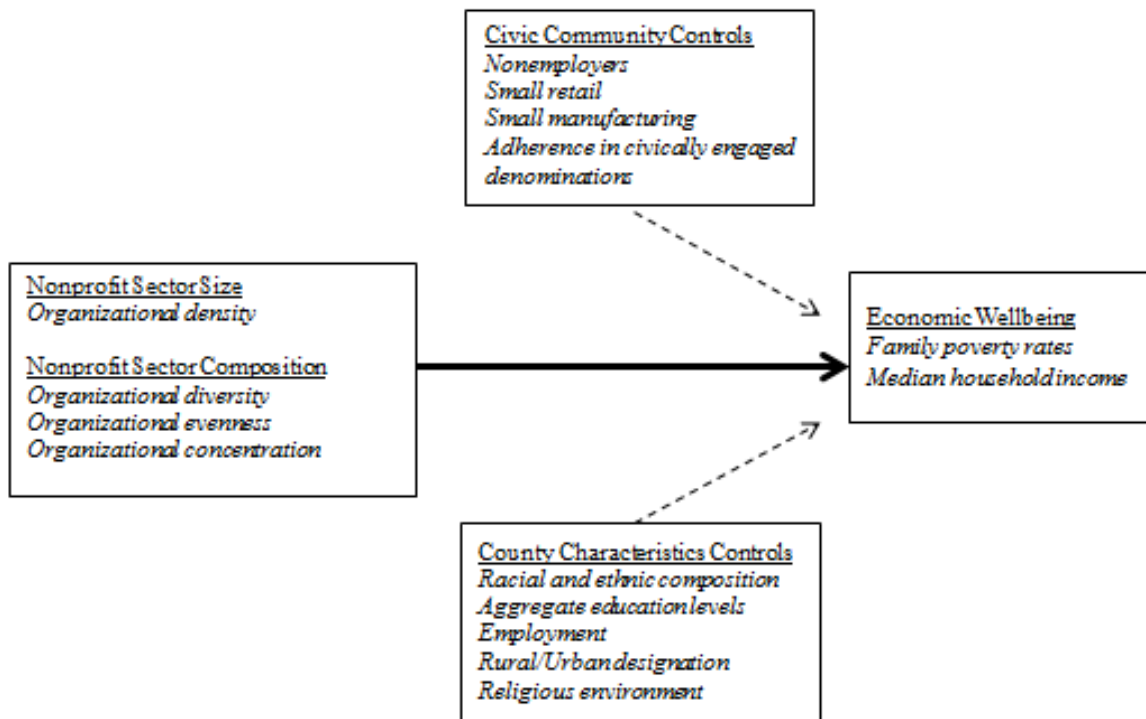 Civic Community Controls
Nonemployers
Small retail
Small manufacturing
Adherence in civically engaged
denominations
Nonprofit Sector Size
Organizational density
Nonprofit Sector Composition
Organizational diversity
Organizational evenness
Organizational concentration
Economic Wellbeing
Family poverty rates
Median household income
County Characteristics Controls
Racial and ethnic composition
Aggregate education levels
Employment
Rural/Urban designation
Religious environment